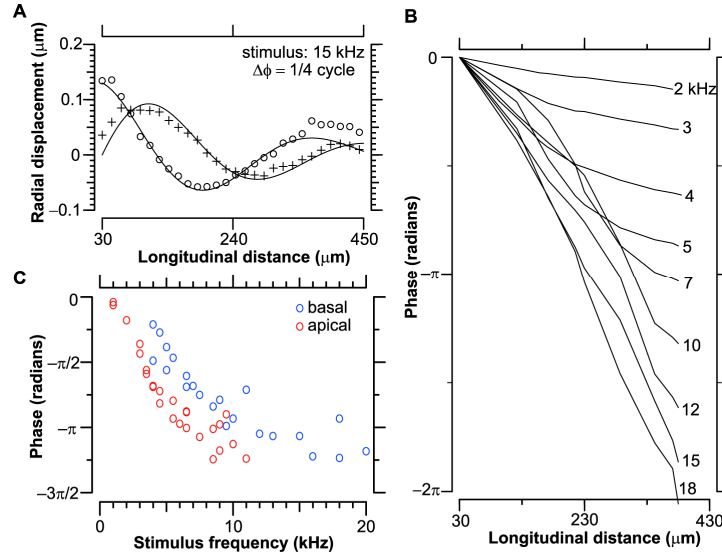 A
stimulus: 15 kHz
Δϕ = 1/4 cycle
Radial displacement (μm)
0.2
0.1
0
−0.1
30
240
450
Longitudinal distance (μm)
B
Phase (radians)
0
−π
−2π
2 kHz
3
4
5
7
10
12
15
18
30
230
430
Longitudinal distance (μm)
C
basal
apical
Phase (radians)
0
−π/2
−π
−3π/2
0
10
20
Stimulus frequency (kHz)